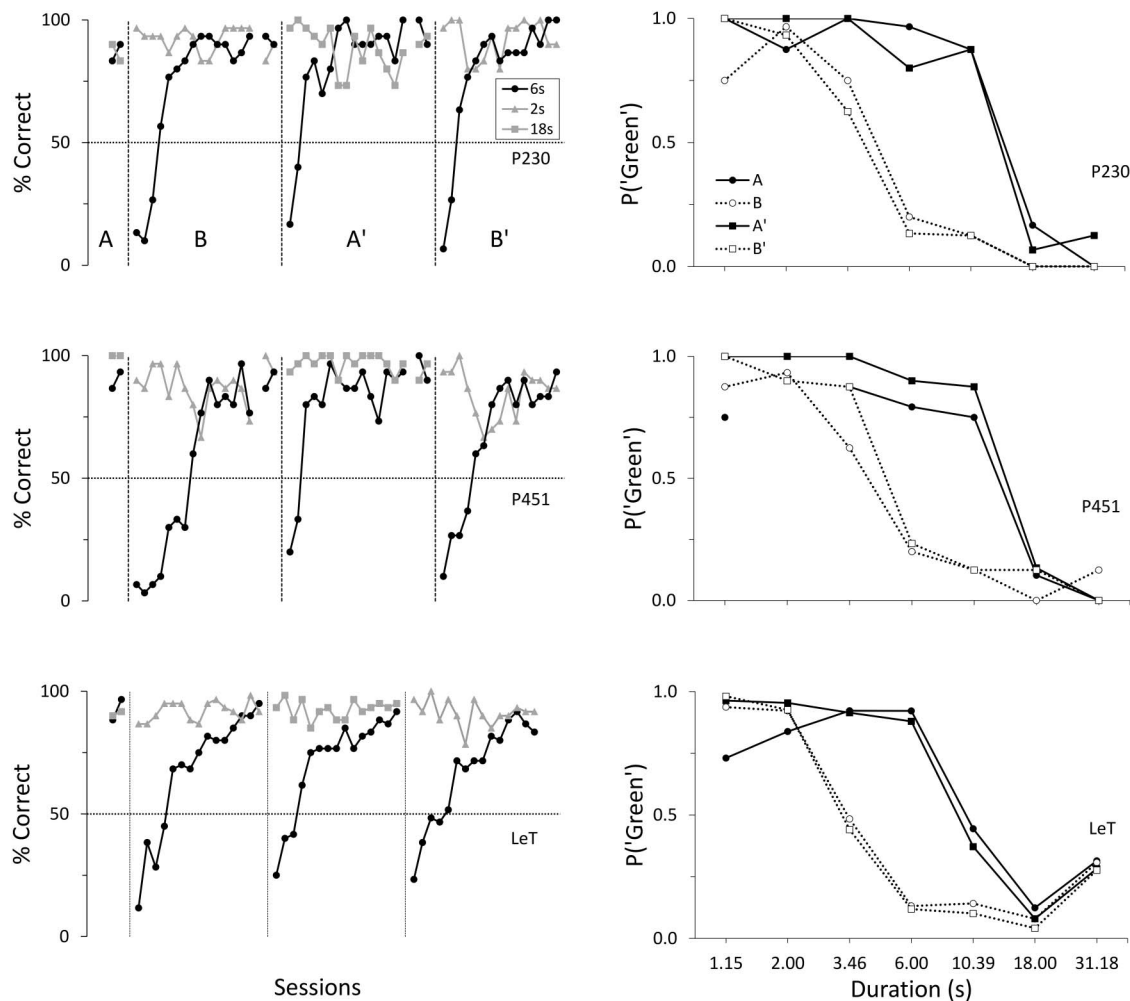 100
50
0
% Correct
6s
2s
18s
P230
A
B
A'
B'
1.0
0.5
0.0
P('Green')
A
B
A'
B'
P230
100
50
0
% Correct
P451
1.0
0.5
0.0
P('Green')
P451
100
50
0
% Correct
LeT
Sessions
1.0
0.5
0.0
P('Green')
LeT
1.15 2.00 3.46 6.00 10.39 18.00 31.18
Duration (s)